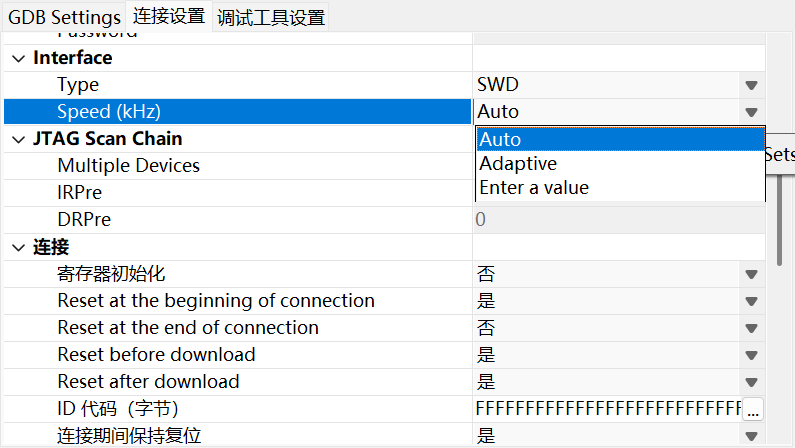 GDB Settings 连接设置 调试工具设置
Password
Interface
Type SWD
Speed (kHz) Auto
JTAG Scan Chain Auto
Adaptive Sets
Multiple Devices
Enter a value
IRPre
DRPre 0
连接
寄存器初始化 否
Reset at the beginning of connection 是
Reset at the end of connection 否
Reset before download 是
Reset after download 是
ID 代码（字节） FFFFFFFFFFFFFFFFFFFFFFFFFFF ...
连接期间保持复位 是